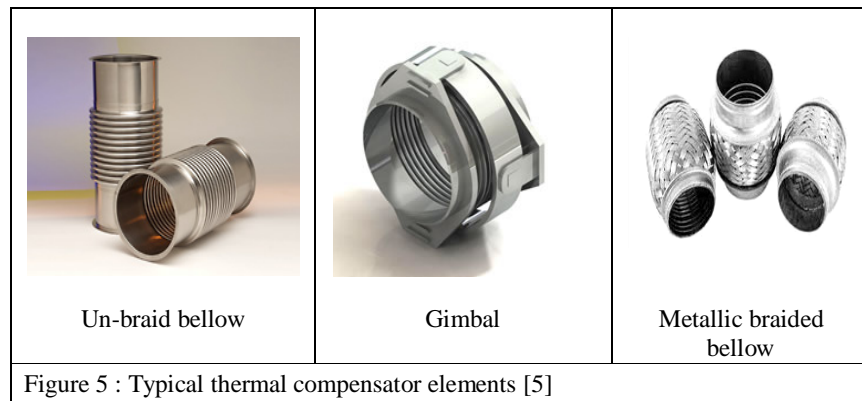 Un-braid bellow
Gimbal
Metallic braided
bellow
Figure 5 : Typical thermal compensator elements [5]